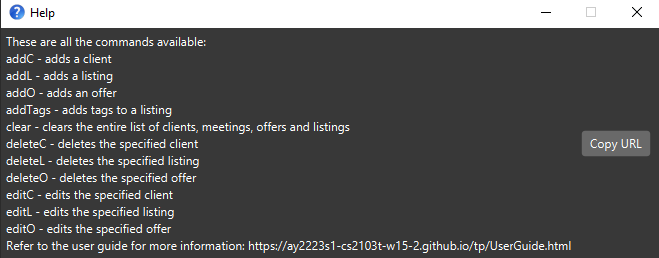 Help
These are all the commands available:
addC - adds a client
addL - adds a listing
addO - adds an offer
addTags - adds tags to a listing
clear - clears the entire list of clients, meetings, offers and listings
deleteC - deletes the specified client
deleteL - deletes the specified listing
deleteO - deletes the specified offer
editC - edits the specified client
editL - edits the specified listing
editO - edits the specified offer
Refer to the user guide for more information: https://ay2223s1-cs2103t-w15-2.github.io/tp/UserGuide.html
Copy URL